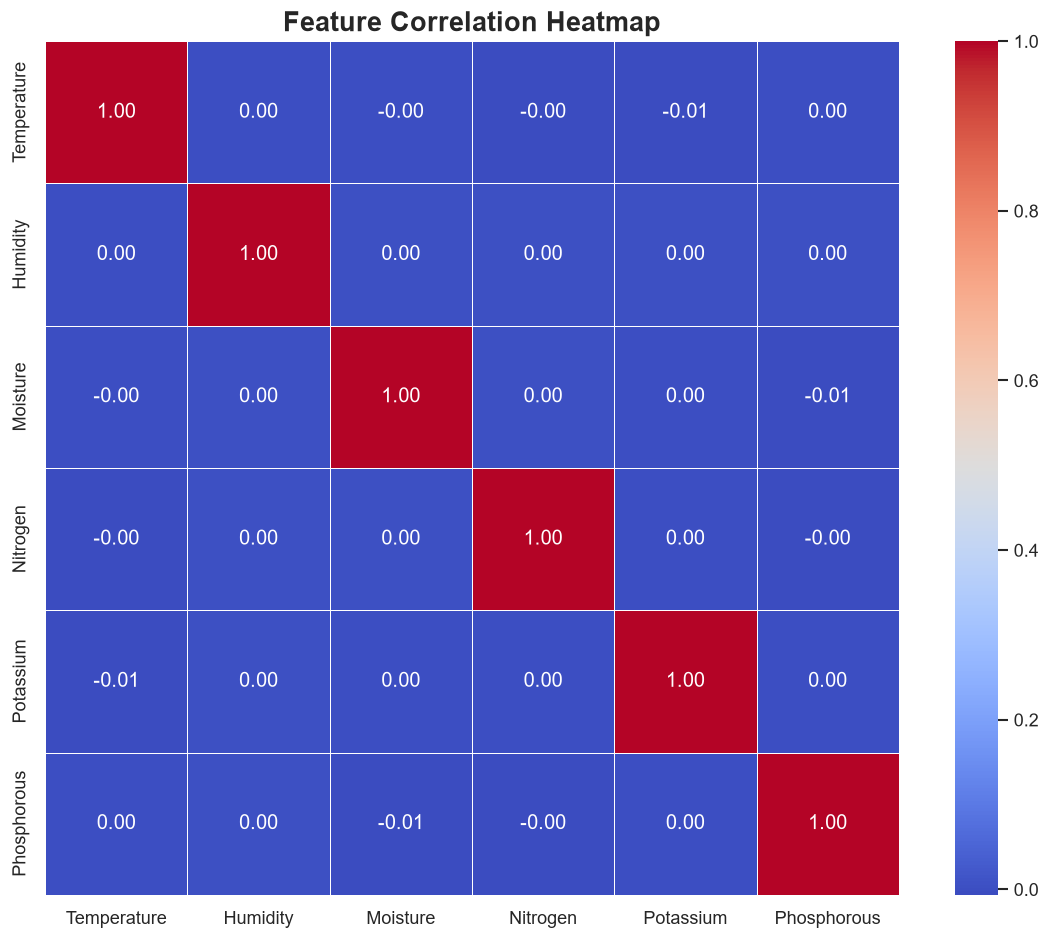 Feature Correlation Heatmap
Temperature 1.00 0.00 -0.00 -0.00 -0.01 0.00
Humidity 0.00 1.00 0.00 0.00 0.00 0.00
Moisture -0.00 0.00 1.00 0.00 0.00 -0.01
Nitrogen -0.00 0.00 0.00 1.00 0.00 -0.00
Potassium -0.01 0.00 0.00 0.00 1.00 0.00
Phosphorous 0.00 0.00 -0.01 -0.00 0.00 1.00
Temperature Humidity Moisture Nitrogen Potassium Phosphorous
1.0
0.8
0.6
0.4
0.2
0.0